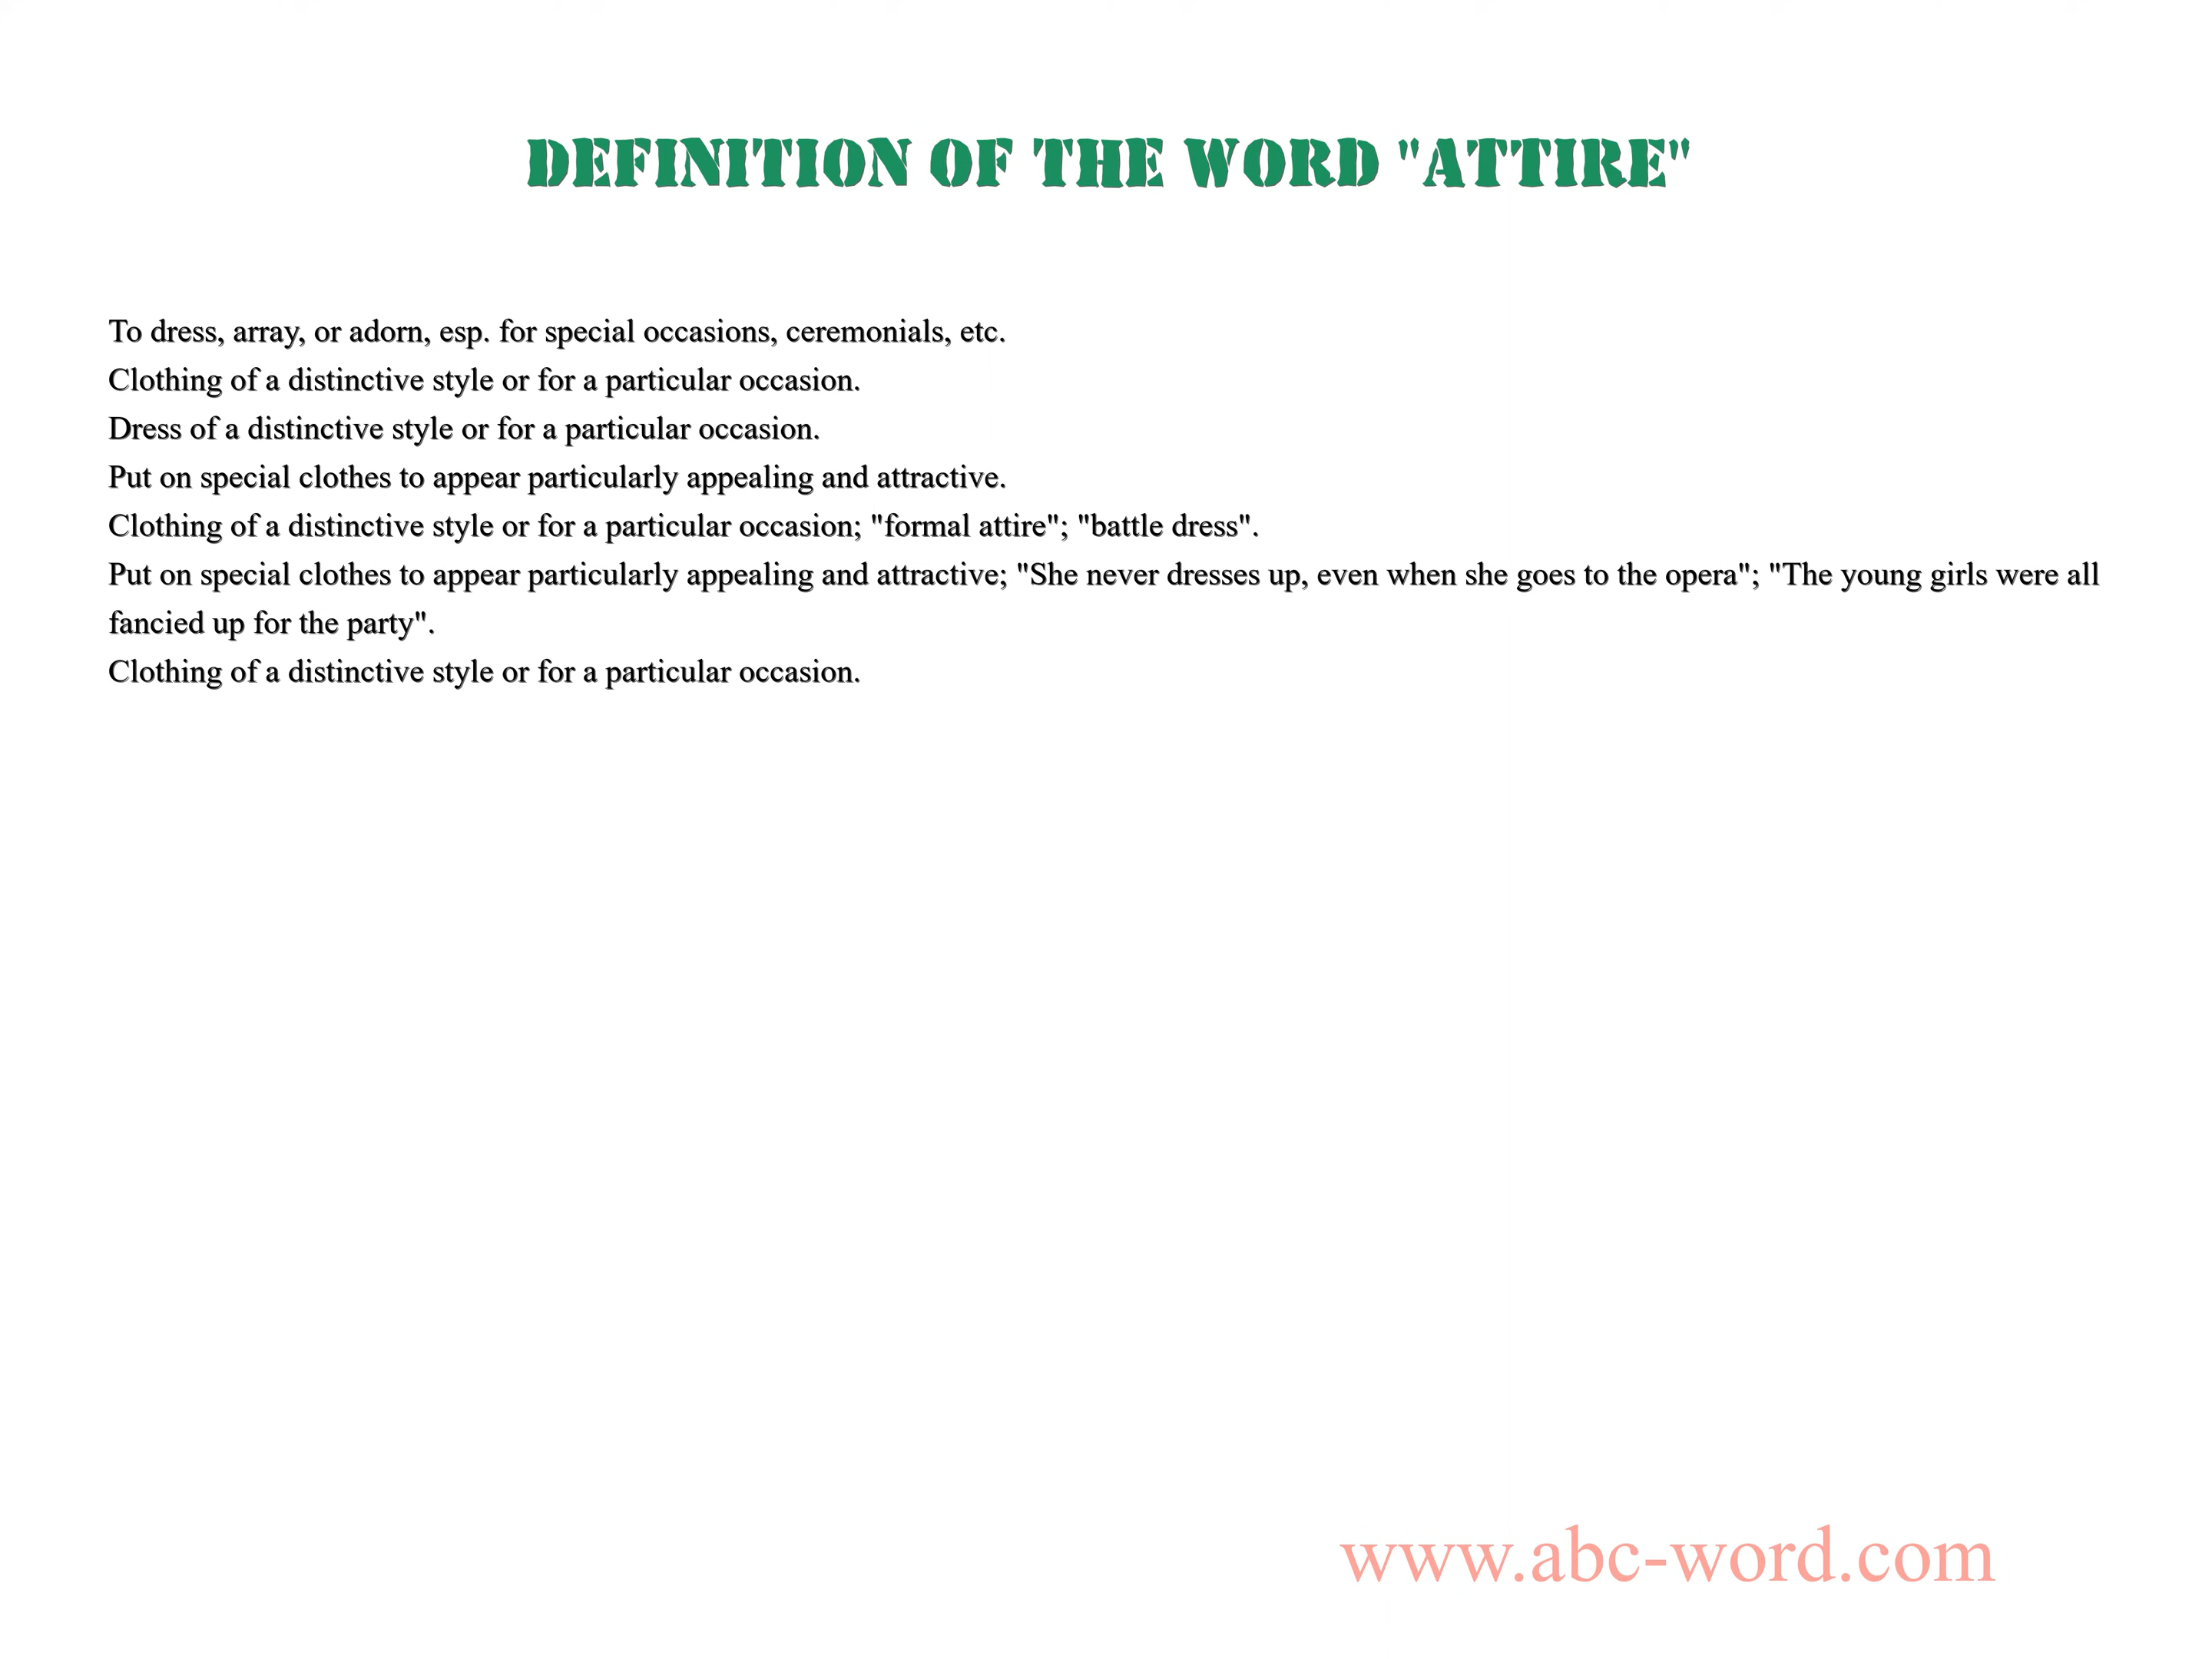 DEFINITION OF THE WORD "ATTIRE"
To dress, array, or adorn, esp. for special occasions, ceremonials, etc.
Clothing of a distinctive style or for a particular occasion.
Dress of a distinctive style or for a particular occasion.
Put on special clothes to appear particularly appealing and attractive.
Clothing of a distinctive style or for a particular occasion; "formal attire"; "battle dress".
Put on special clothes to appear particularly appealing and attractive; "She never dresses up, even when she goes to the opera"; "The young girls were all
fancied up for the party".
Clothing of a distinctive style or for a particular occasion.
www.abc-word.com